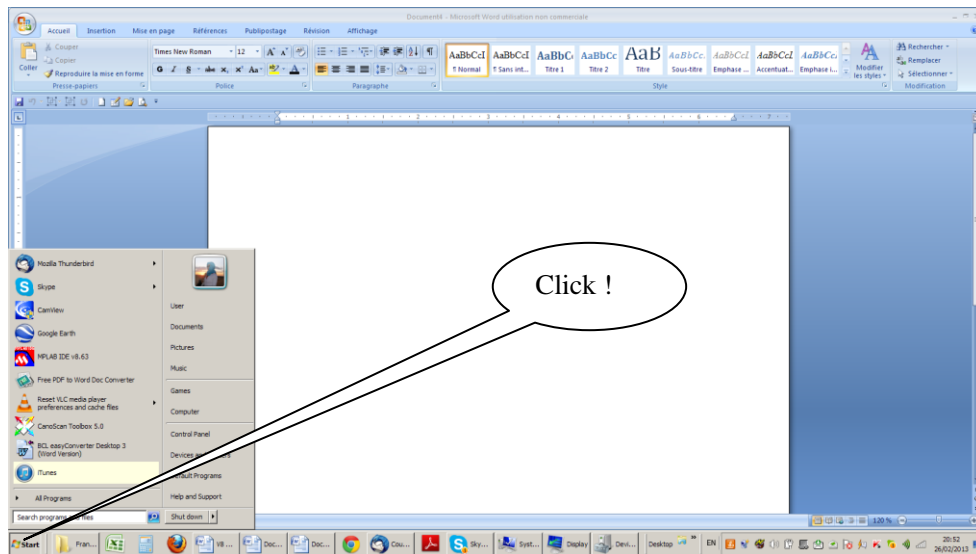 Document4 - Microsoft Word utilisation non commerciale
Accueil Insertion Mise en page Références Publipostage Révision Affichage
Coller
Couper
Copier
Reproduire la mise en forme
Presse-papiers
Times New Roman 12
G I S abc x₂ x² Aa A
Police
Paragraphe
AaBbCcI AaBbCcI AaBbC AaBbCc AaB AaBbCc. AaBbCcI AaBbCcI AaBbCc
¶ Normal ¶ Sans int... Titre 1 Titre 2 Titre Sous-titre Emphase ... Accentuat... Emphase i...
Style
Modifier
les styles
Rechercher
Remplacer
Sélectionner
Modification
Click !
Mozilla Thunderbird
Skype
CamView
Google Earth
MPLAB IDE v8.63
Free PDF to Word Doc Converter
Reset VLC media player
preferences and cache files
CanoScan Toolbox 5.0
BCL easyConverter Desktop 3
(Word Version)
iTunes
All Programs
Search programs and files
User
Documents
Pictures
Music
Games
Computer
Control Panel
Default Programs
Help and Support
Shut down
120 %
Start Fran... V8 ... Doc... Doc... Cou... Sky... Syst... Display Devi... Desktop EN
20:52